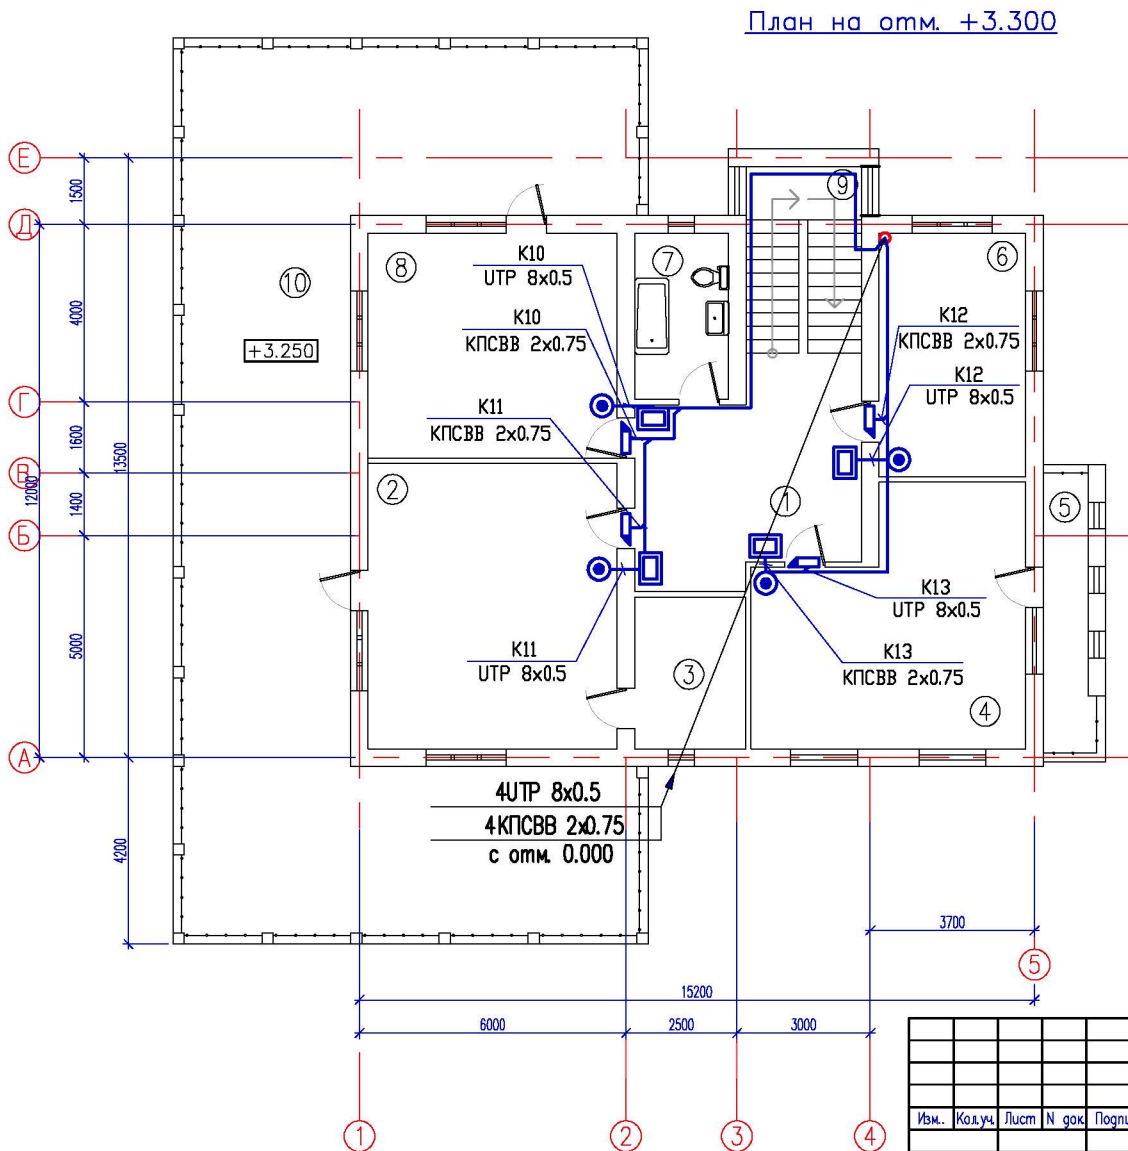 План на отм. +3.300
Е
Д
Г
В
Б
А
1500
4000
1600
1400
5000
4200
13500
12000
10
+3.250
8
7
9
6
К10
UTP 8x0.5
К10
КПСВВ 2x0.75
К11
КПСВВ 2x0.75
К12
КПСВВ 2x0.75
К12
UTP 8x0.5
2
1
5
К13
UTP 8x0.5
К11
UTP 8x0.5
К13
КПСВВ 2x0.75
3
4
4UTP 8x0.5
4КПСВВ 2x0.75
с отм. 0.000
3700
5
15200
6000
2500
3000
1
2
3
4
Изм.. Кол.уч. Лист N док